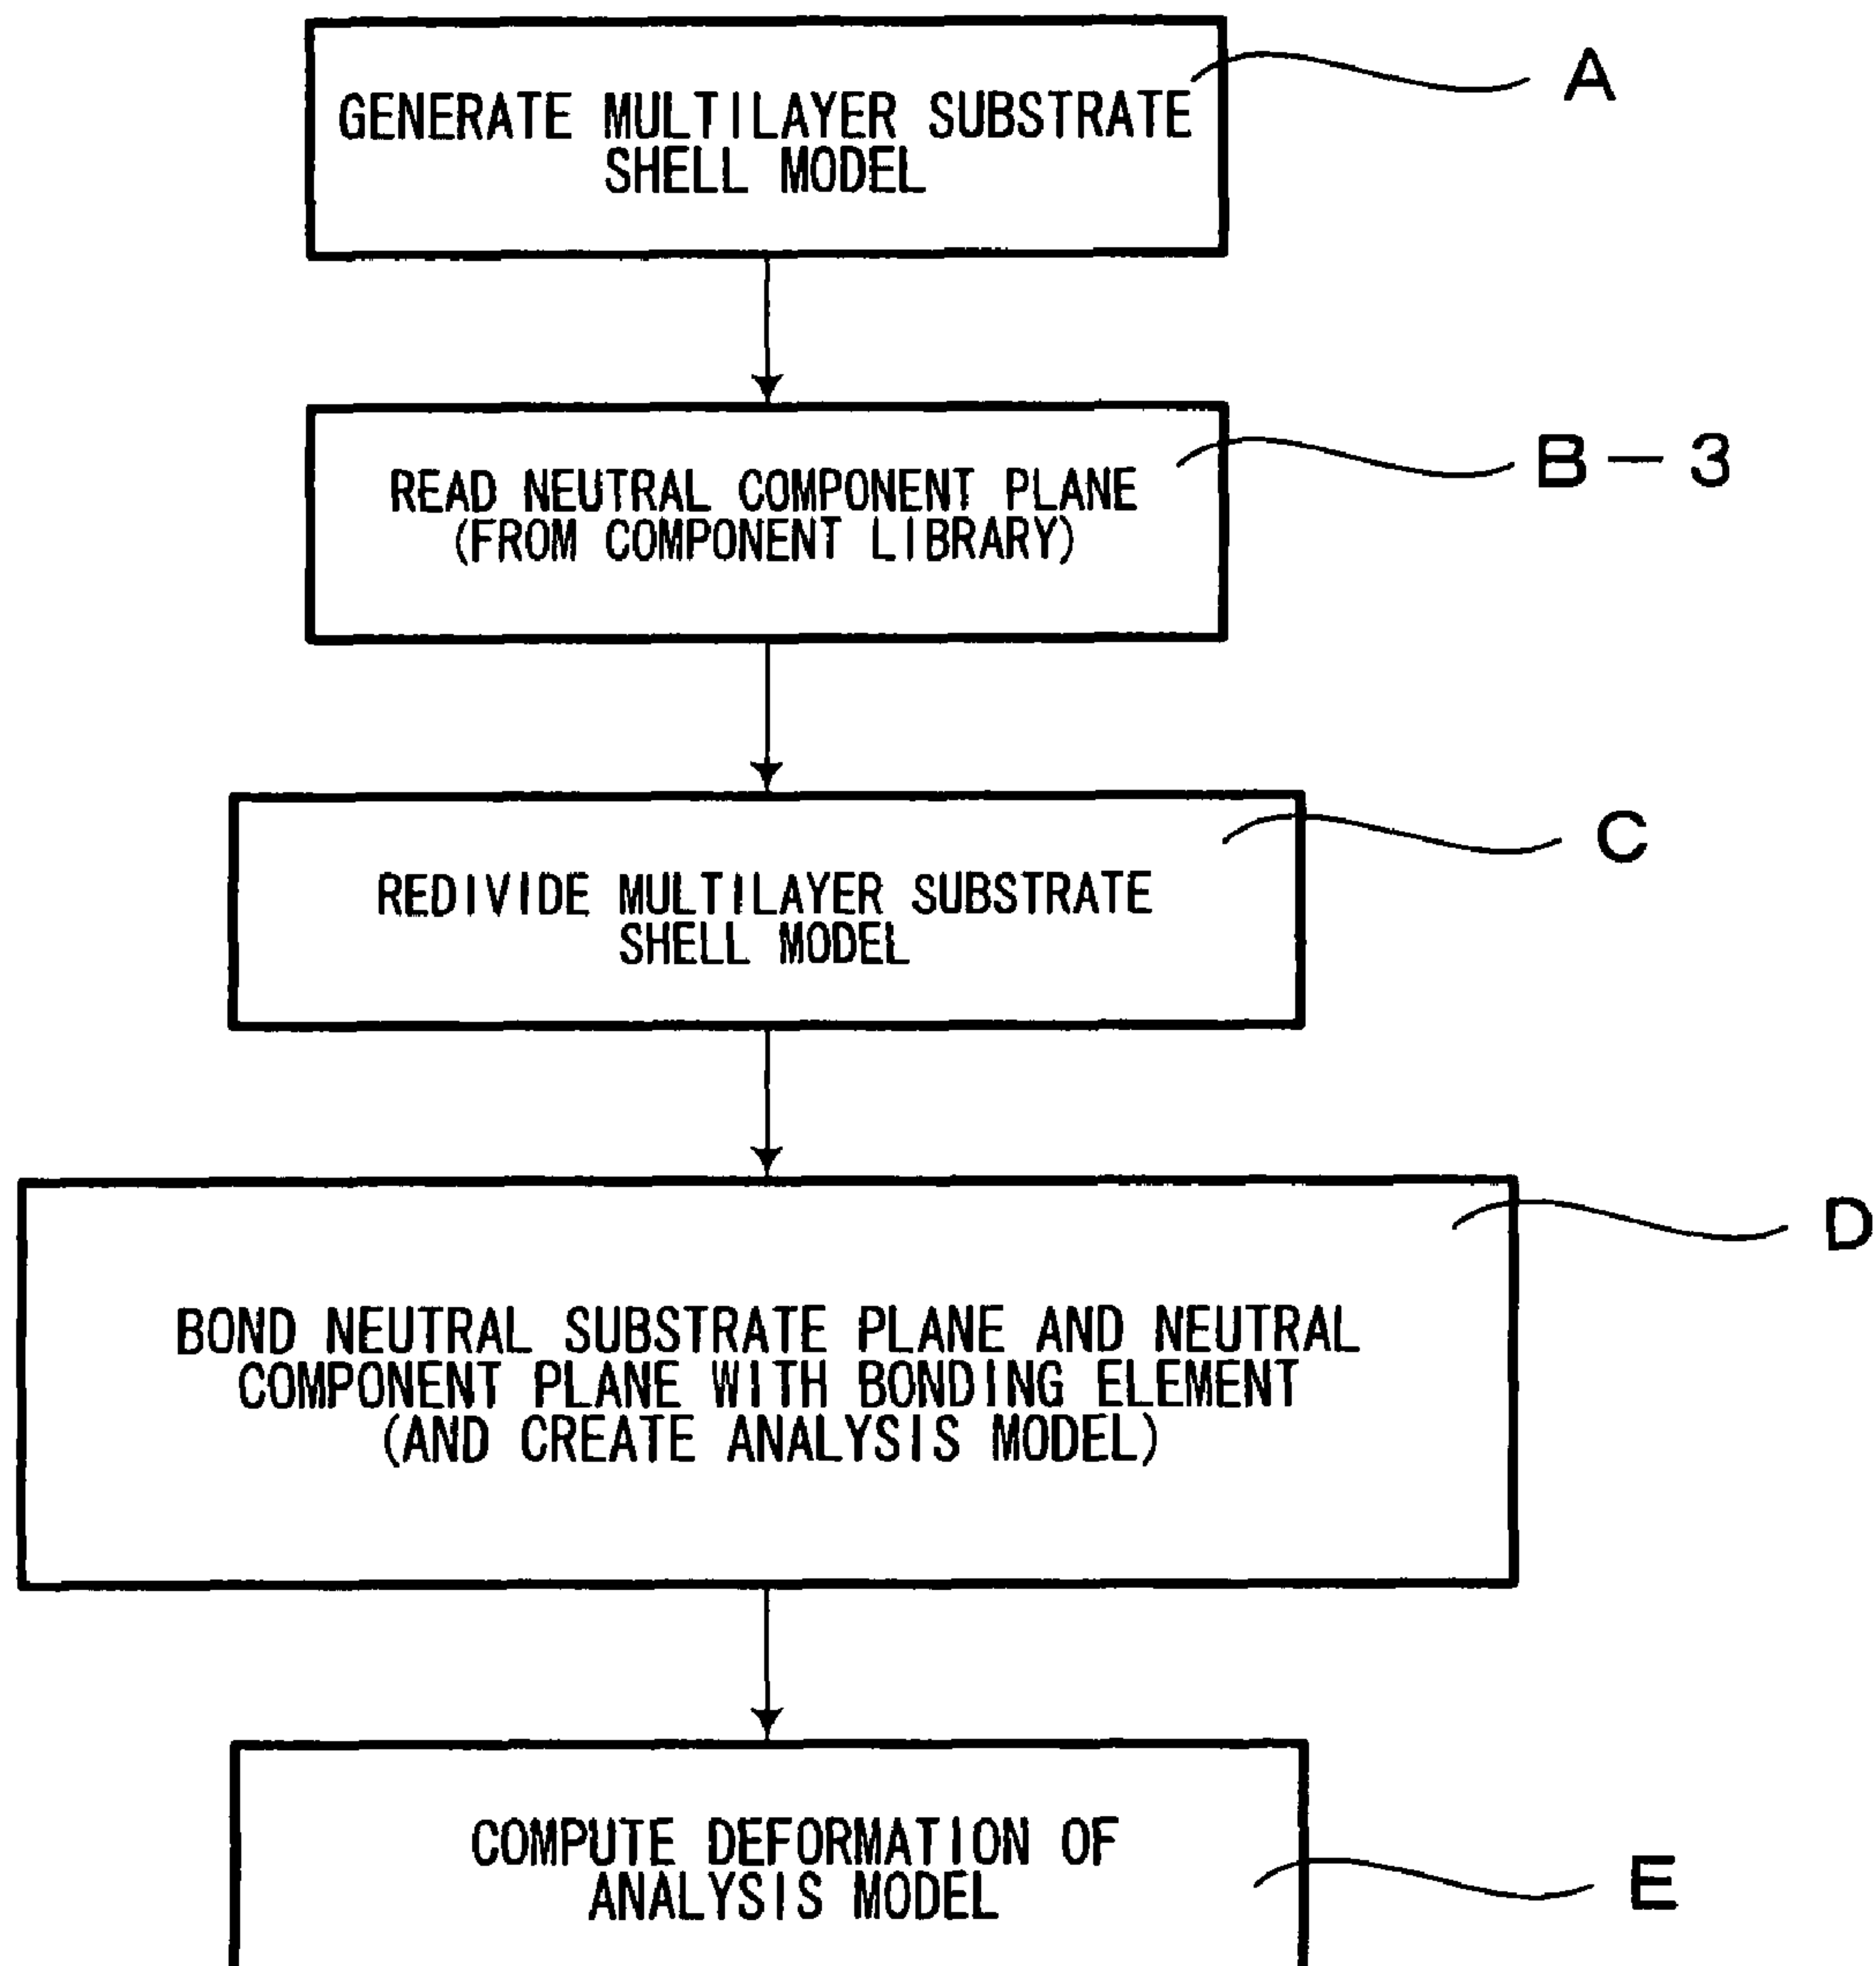 GENERATE MULTILAYER SUBSTRATE
SHELL MODEL
A
READ NEUTRAL COMPONENT PLANE
(FROM COMPONENT LIBRARY)
B-3
REDIVIDE MULTILAYER SUBSTRATE
SHELL MODEL
C
BOND NEUTRAL SUBSTRATE PLANE AND NEUTRAL
COMPONENT PLANE WITH BONDING ELEMENT
(AND CREATE ANALYSIS MODEL)
D
COMPUTE DEFORMATION OF
ANALYSIS MODEL
E